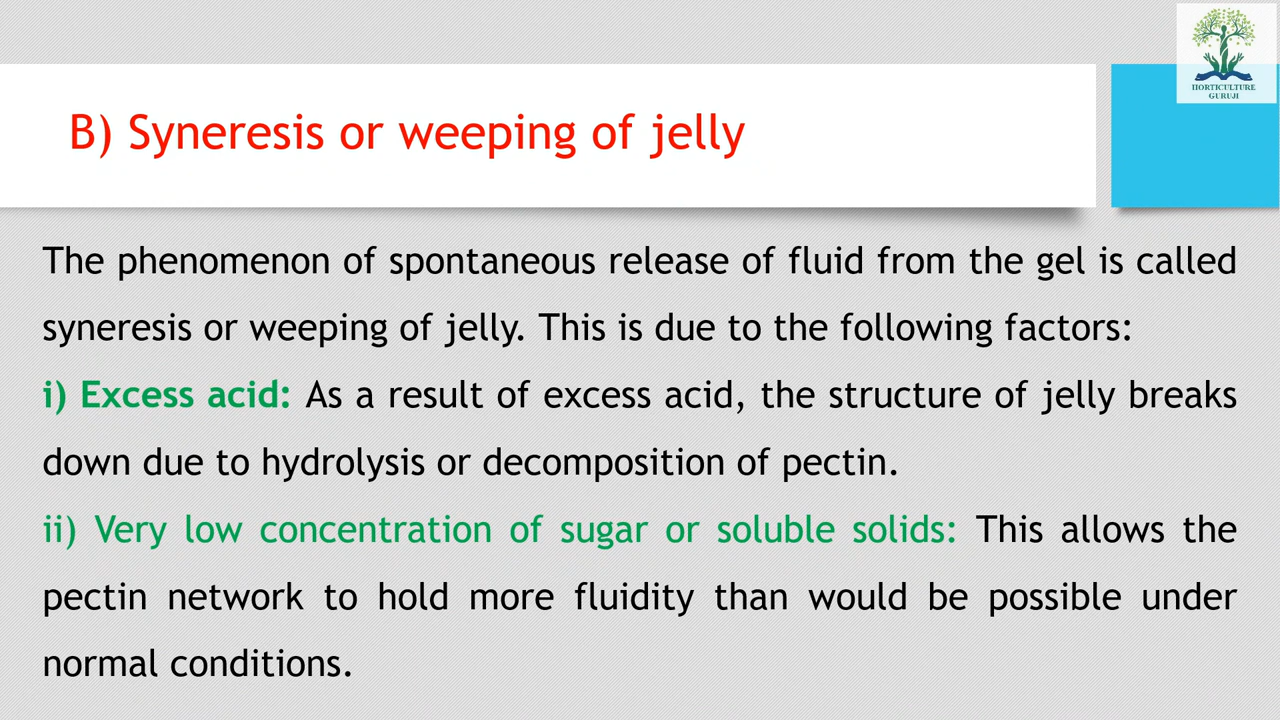 HORTICULTURE
GURUJI
B) Syneresis or weeping of jelly
The phenomenon of spontaneous release of fluid from the gel is called
syneresis or weeping of jelly. This is due to the following factors:
i) Excess acid: As a result of excess acid, the structure of jelly breaks
down due to hydrolysis or decomposition of pectin.
ii) Very low concentration of sugar or soluble solids: This allows the
pectin network to hold more fluidity than would be possible under
normal conditions.